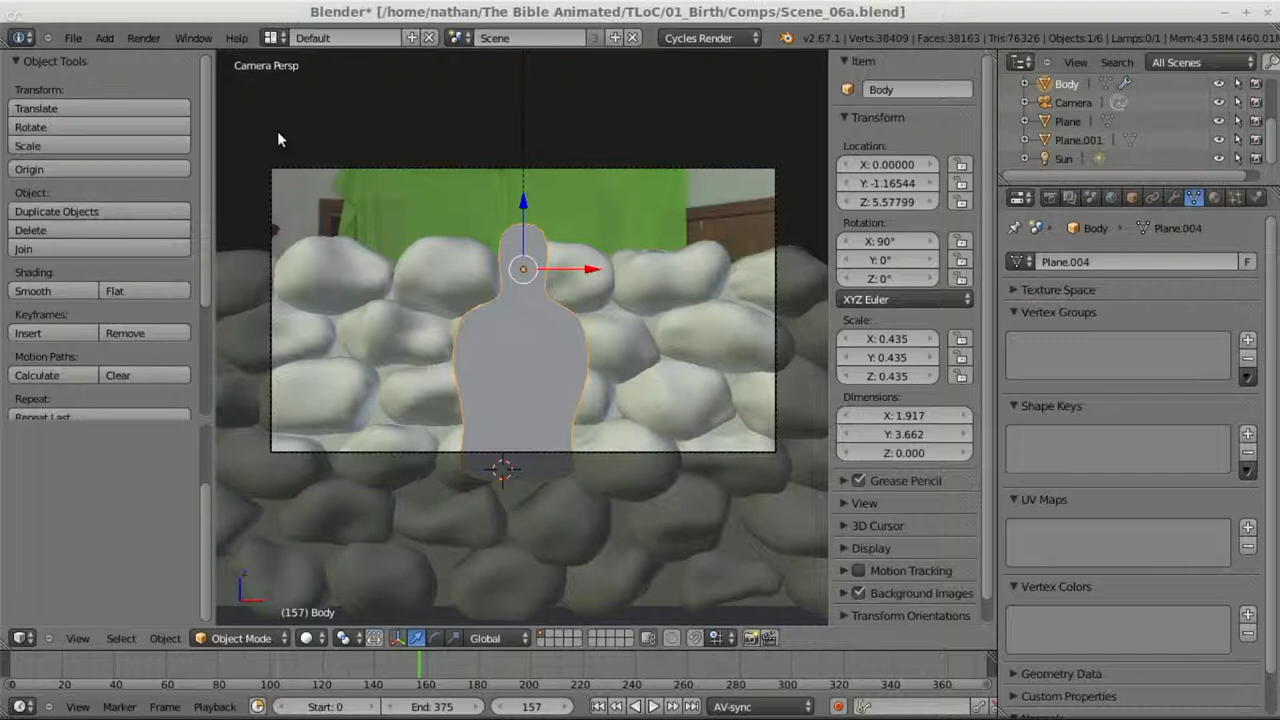 Blender* [/home/nathan/The Bible Animated/TLoC/01_Birth/Comps/Scene_06a.blend]
File Add Render Window Help Default Scene 3 Cycles Render v2.67.1 | Verts:38409 | Faces:38163 | Tris:76326 | Objects:1/6 | Lamps:0/1 | Mem:43.58M (460.01M
Object Tools
Transform:
Translate
Rotate
Scale
Origin
Object:
Duplicate Objects
Delete
Join
Shading:
Smooth Flat
Keyframes:
Insert Remove
Motion Paths:
Calculate Clear
Repeat:
Repeat Last
Camera Persp
z
(157) Body
View Select Object Object Mode Global
Item
Body
Transform
Location:
X: 0.00000
Y: -1.16544
Z: 5.57799
Rotation:
X: 90°
Y: 0°
Z: 0°
XYZ Euler
Scale:
X: 0.435
Y: 0.435
Z: 0.435
Dimensions:
X: 1.917
Y: 3.662
Z: 0.000
Grease Pencil
View
3D Cursor
Display
Motion Tracking
Background Images
Transform Orientations
View Search All Scenes
Body
Camera
Plane
Plane.001
Sun
Body Plane.004
Plane.004 F
Texture Space
Vertex Groups
Shape Keys
UV Maps
Vertex Colors
Geometry Data
Custom Properties
0 20 40 60 80 100 120 140 160 180 200 220 240 260 280 300 320 340 360
View Marker Frame Playback Start: 0 End: 375 157 AV-sync